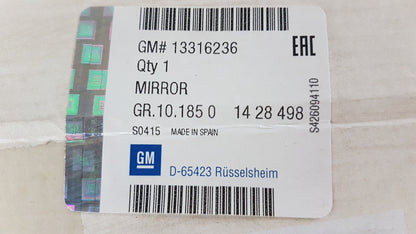 GM# 13316236
EAC
Qty 1
MIRROR
GR.10.185 0 14 28 498
S0415 MADE IN SPAIN
S426094110
GM
D-65423 Rüsselsheim